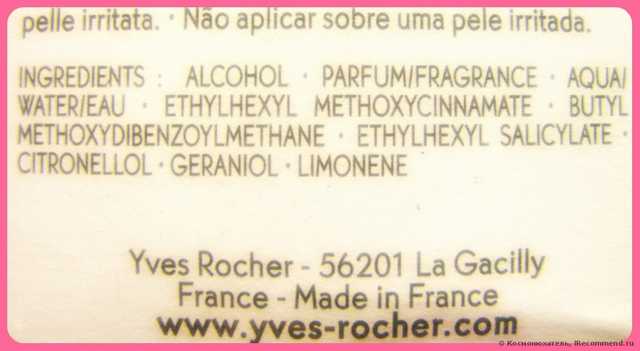 pelle irritata. · Não aplicar sobre uma pele irritada.
INGREDIENTS : ALCOHOL · PARFUM/FRAGRANCE · AQUA/
WATER/EAU · ETHYLHEXYL METHOXYCINNAMATE · BUTYL
METHOXYDIBENZOYLMETHANE · ETHYLHEXYL SALICYLATE ·
CITRONELLOL · GERANIOL · LIMONENE
Yves Rocher - 56201 La Gacilly
France - Made in France
www.yves-rocher.com
© Космонюхатель, IRecommend.ru